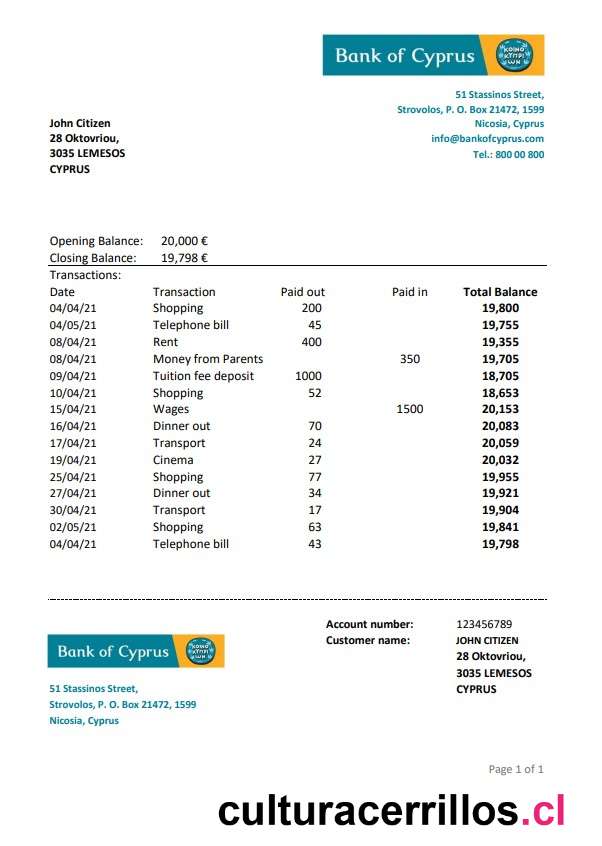 Bank of Cyprus
ΚΟΙΝΟ
ΚΥΠΡΙ
ΩΝ
51 Stassinos Street,
Strovolos, P. O. Box 21472, 1599
Nicosia, Cyprus
info@bankofcyprus.com
Tel.: 800 00 800
John Citizen
28 Oktovriou,
3035 LEMESOS
CYPRUS
Opening Balance: 20,000 €
Closing Balance: 19,798 €
Transactions:
Date Transaction Paid out Paid in Total Balance
04/04/21 Shopping 200 19,800
04/05/21 Telephone bill 45 19,755
08/04/21 Rent 400 19,355
08/04/21 Money from Parents 350 19,705
09/04/21 Tuition fee deposit 1000 18,705
10/04/21 Shopping 52 18,653
15/04/21 Wages 1500 20,153
16/04/21 Dinner out 70 20,083
17/04/21 Transport 24 20,059
19/04/21 Cinema 27 20,032
25/04/21 Shopping 77 19,955
27/04/21 Dinner out 34 19,921
30/04/21 Transport 17 19,904
02/05/21 Shopping 63 19,841
04/04/21 Telephone bill 43 19,798
Account number: 123456789
Customer name: JOHN CITIZEN
28 Oktovriou,
3035 LEMESOS
CYPRUS
Bank of Cyprus
ΚΟΙΝΟ
ΚΥΠΡΙ
ΩΝ
51 Stassinos Street,
Strovolos, P. O. Box 21472, 1599
Nicosia, Cyprus
Page 1 of 1
culturacerrillos.cl